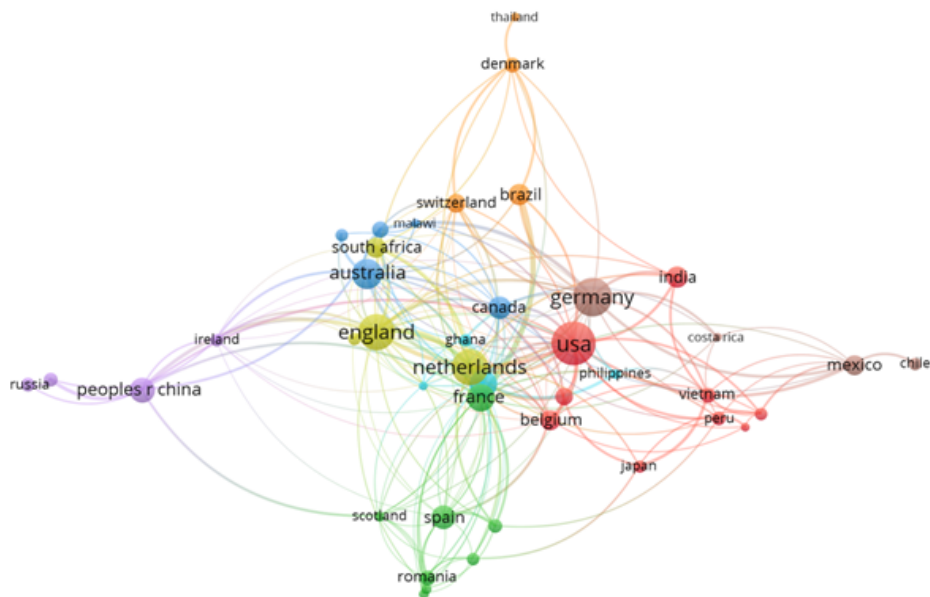 thailand
denmark
switzerland
brazil
malawi
south africa
australia
india
germany
canada
england
ireland
ghana
usa
costa rica
netherlands
philippines
mexico
chile
russia
peoples r china
france
vietnam
belgium
peru
japan
scotland
spain
romania